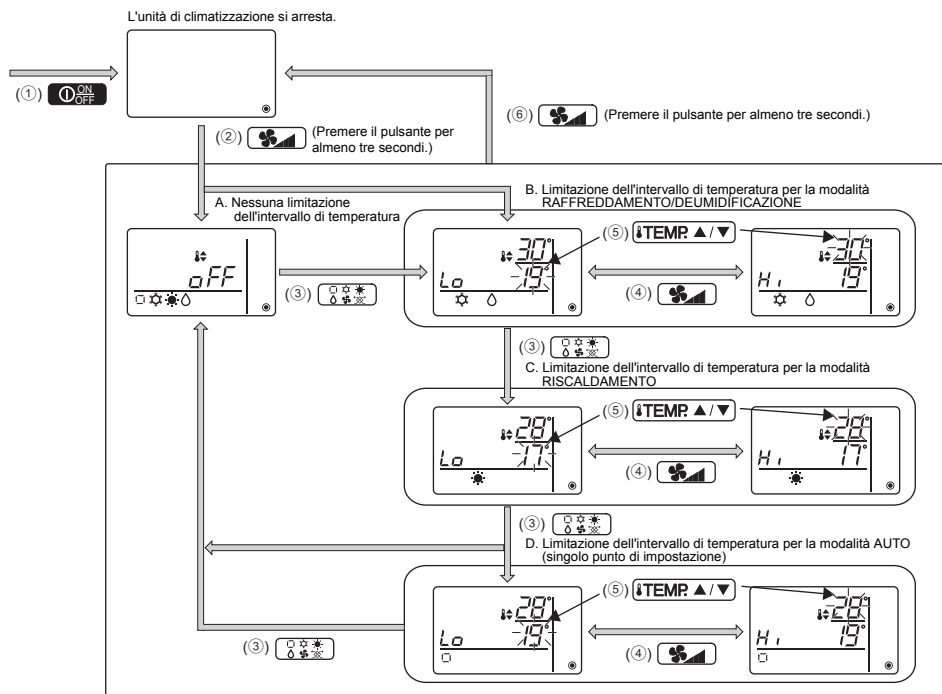 L'unità di climatizzazione si arresta.
(①) ON
OFF
(②) (Premere il pulsante per
almeno tre secondi.)
(⑥) (Premere il pulsante per almeno tre secondi.)
A. Nessuna limitazione
dell'intervallo di temperatura
B. Limitazione dell'intervallo di temperatura per la modalità
RAFFREDDAMENTO/DEUMIDIFICAZIONE
oFF
(③)
30°
Lo 19°
(⑤) TEMP. ▲/▼
(④)
30°
Hi 19°
(③)
C. Limitazione dell'intervallo di temperatura per la modalità
RISCALDAMENTO
28°
Lo 17°
(⑤) TEMP. ▲/▼
(④)
28°
Hi 17°
(③)
D. Limitazione dell'intervallo di temperatura per la modalità AUTO
(singolo punto di impostazione)
28°
Lo 19°
(⑤) TEMP. ▲/▼
(④)
28°
Hi 19°
(③)